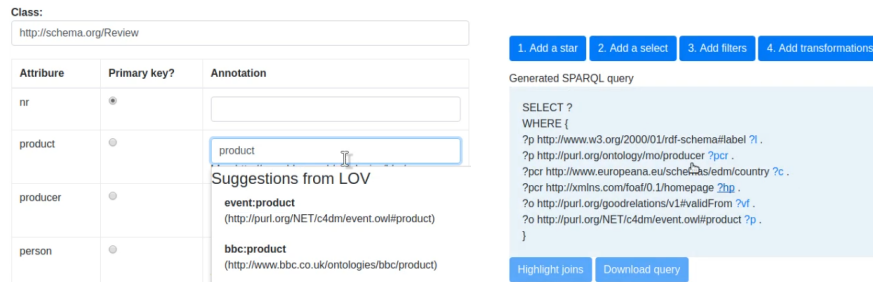 Class:
http://schema.org/Review
Attribure Primary key? Annotation
nr
product product
Suggestions from LOV
event:product
(http://purl.org/NET/c4dm/event.owl#product)
producer
bbc:product
(http://www.bbc.co.uk/ontologies/bbc/product)
person
1. Add a star 2. Add a select 3. Add filters 4. Add transformations
Generated SPARQL query
SELECT ?
WHERE {
?p http://www.w3.org/2000/01/rdf-schema#label ?l .
?p http://purl.org/ontology/mo/producer ?pcr .
?pcr http://www.europeana.eu/schemas/edm/country ?c .
?pcr http://xmlns.com/foaf/0.1/homepage ?hp .
?o http://purl.org/goodrelations/v1#validFrom ?vf .
?o http://purl.org/NET/c4dm/event.owl#product ?p .
}
Highlight joins Download query